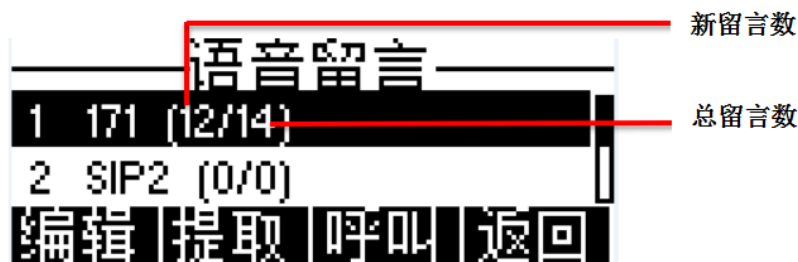 新留言数
语音留言
1 171 (12/14)
总留言数
2 SIP2 (0/0)
编辑 提取 呼叫 返回